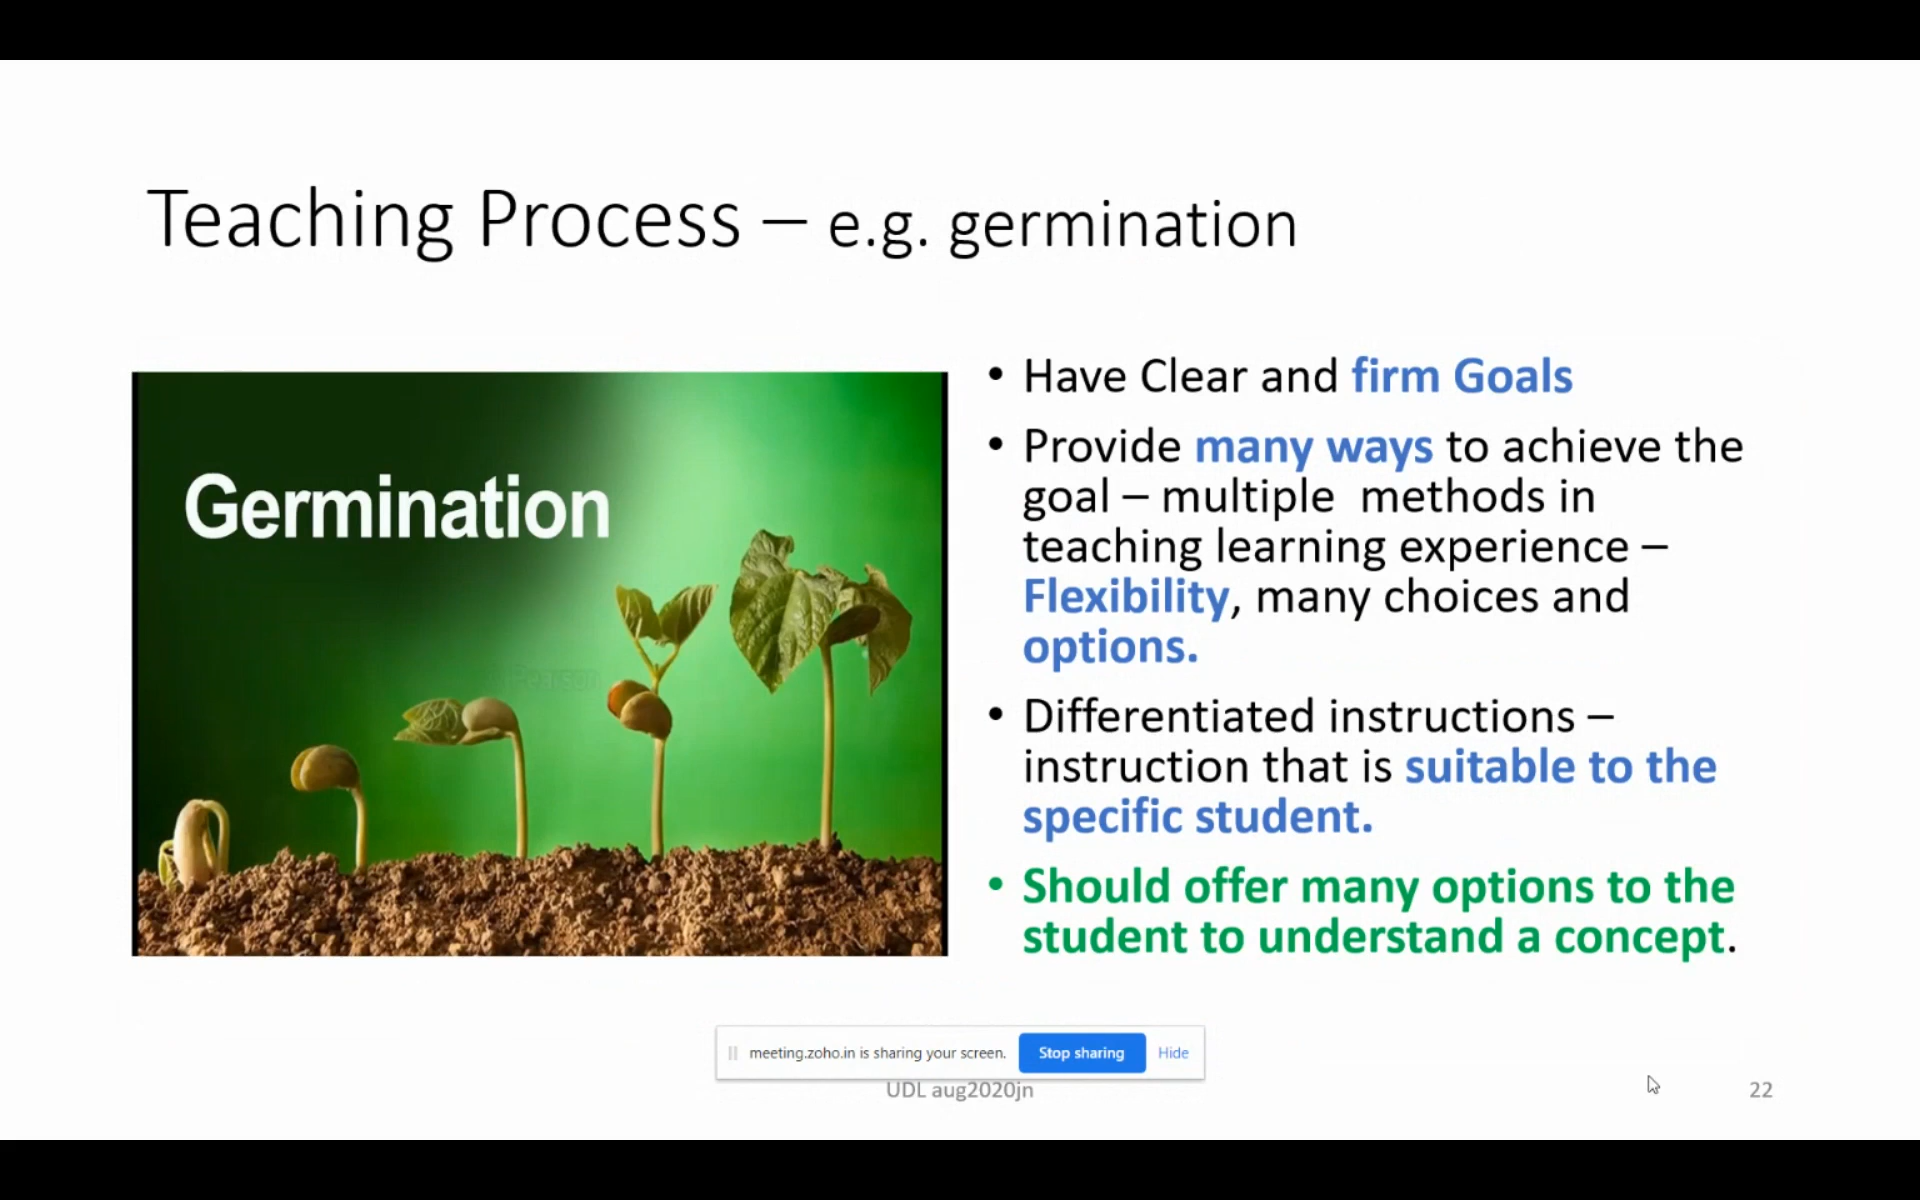 Teaching Process – e.g. germination
Germination
• Have Clear and firm Goals
• Provide many ways to achieve the
goal – multiple methods in
teaching learning experience –
Flexibility, many choices and
options.
• Differentiated instructions –
instruction that is suitable to the
specific student.
• Should offer many options to the
student to understand a concept.
meeting.zoho.in is sharing your screen. Stop sharing Hide
UDL aug2020jn
22